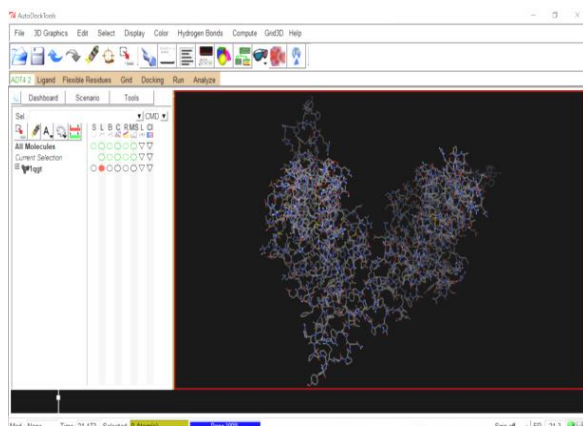 AutoDockTools
File 3D Graphics Edit Select Display Color Hydrogen Bonds Compute Grid3D Help
ADT4.2 Ligand Flexible Residues Grid Docking Run Analyze
Dashboard Scenario Tools
Sel. CMD
S L B C R MS L Cl
All Molecules
Current Selection
1qgt